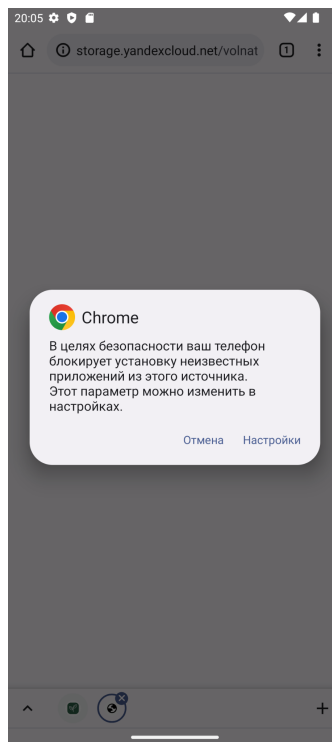 20:05
storage.yandexcloud.net/volnat
1
Chrome
В целях безопасности ваш телефон
блокирует установку неизвестных
приложений из этого источника.
Этот параметр можно изменить в
настройках.
Отмена Настройки